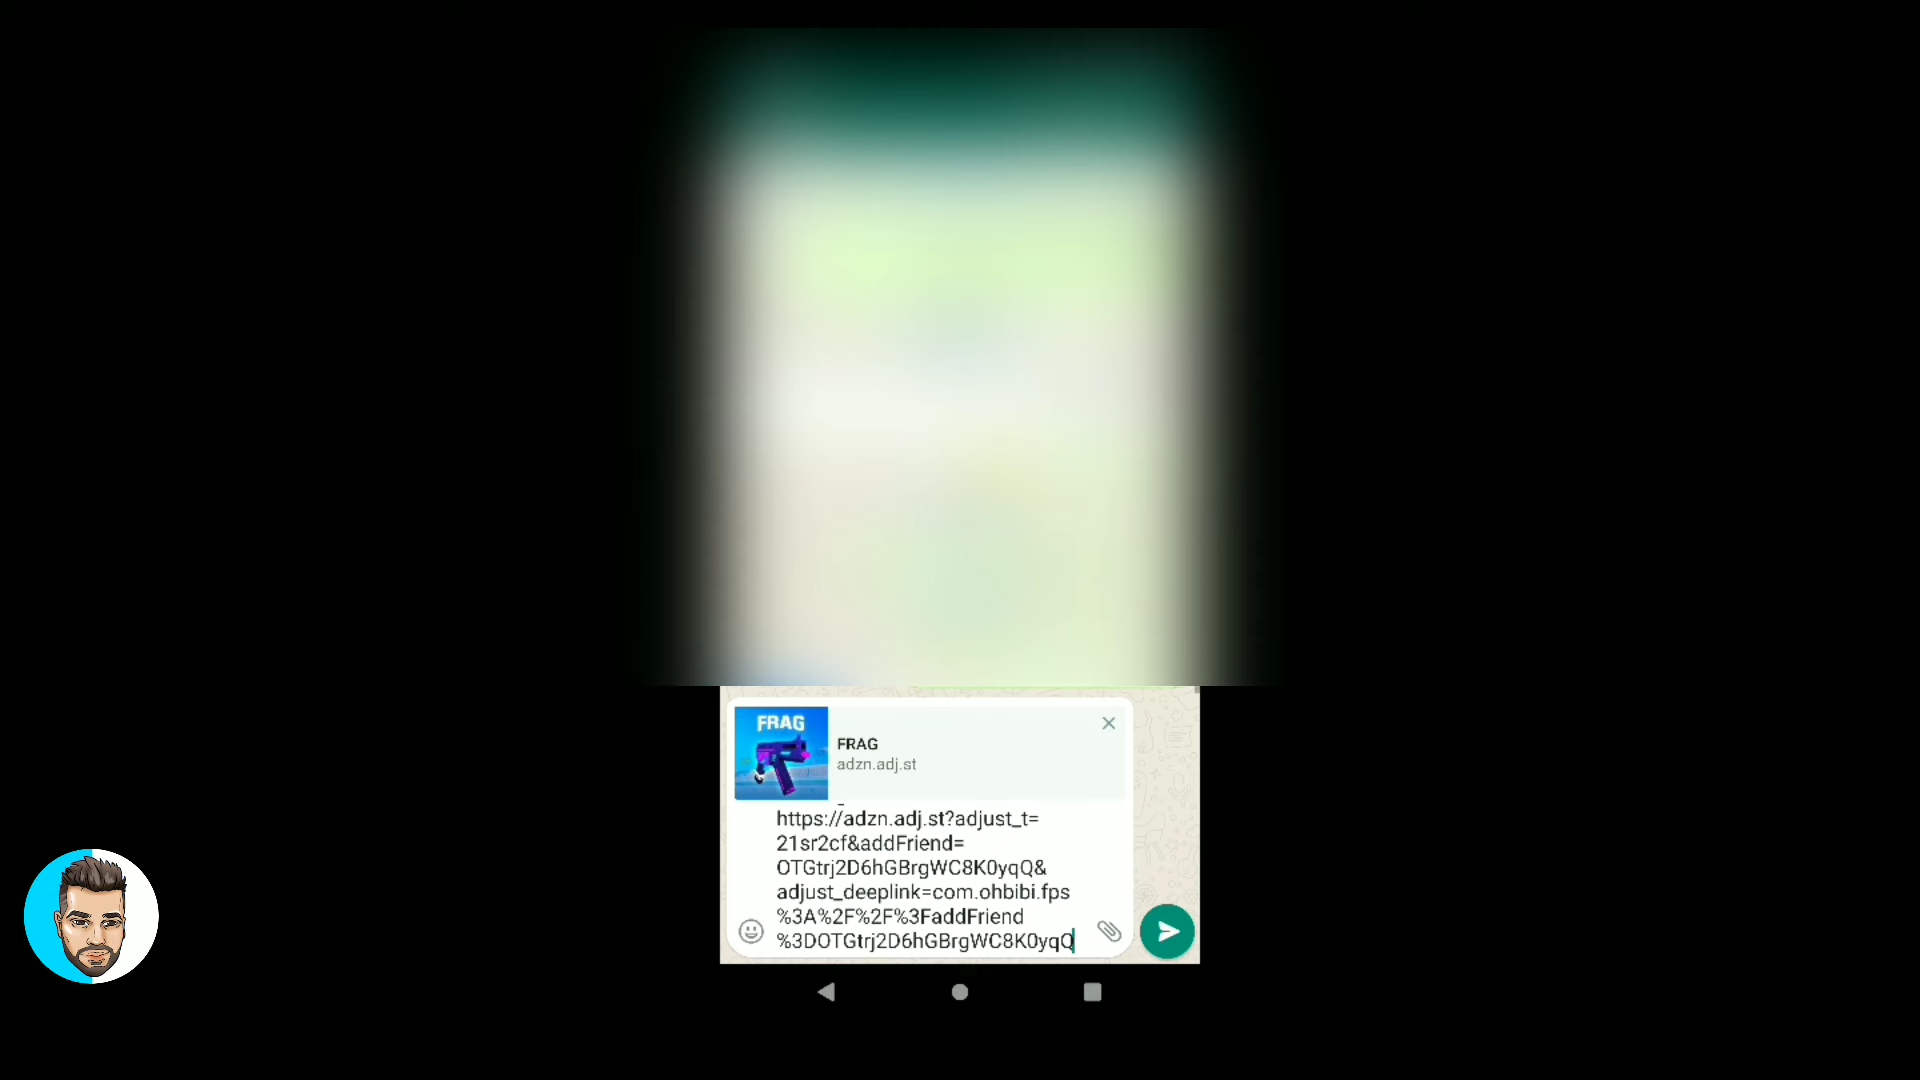 FRAG
FRAG
adzn.adj.st
https://adzn.adj.st?adjust_t=
21sr2cf&addFriend=
OTGtrj2D6hGBrgWC8K0yqQ&
adjust_deeplink=com.ohbibi.fps
%3A%2F%2F%3FaddFriend
%3DOTGtrj2D6hGBrgWC8K0yqQ